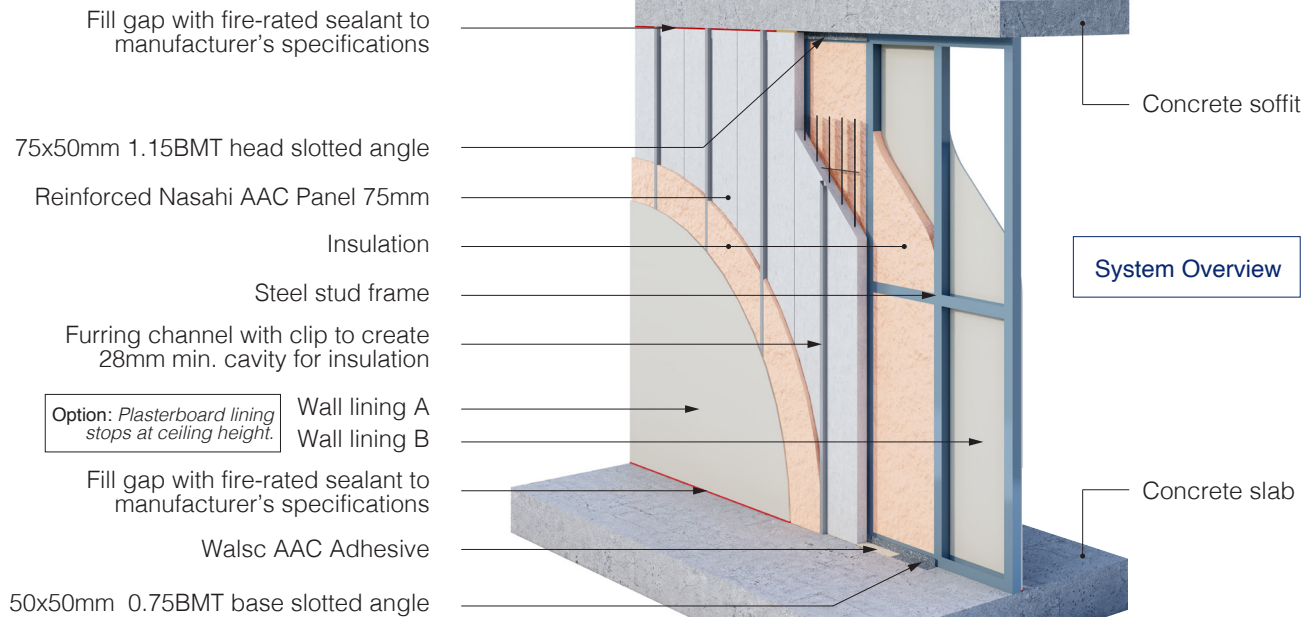 Fill gap with fire-rated sealant to
manufacturer's specifications
75x50mm 1.15BMT head slotted angle
Reinforced Nasahi AAC Panel 75mm
Insulation
Steel stud frame
Furring channel with clip to create
28mm min. cavity for insulation
Option: Plasterboard lining
stops at ceiling height.
Wall lining A
Wall lining B
Fill gap with fire-rated sealant to
manufacturer's specifications
Walsc AAC Adhesive
50x50mm 0.75BMT base slotted angle
Concrete soffit
System Overview
Concrete slab